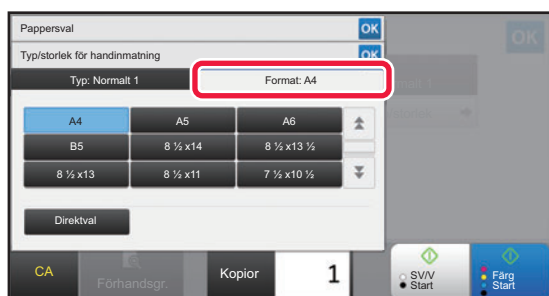 Pappersval OK
Typ/storlek för handinmatning OK
Typ: Normalt 1 Format: A4
A4 A5 A6
B5 8 ½ x14 8 ½ x13 ½
8 ½ x13 8 ½ x11 7 ½ x10 ½
Direktval
OK
CA Förhandsgr. Kopior 1
SV/V Start
Färg Start